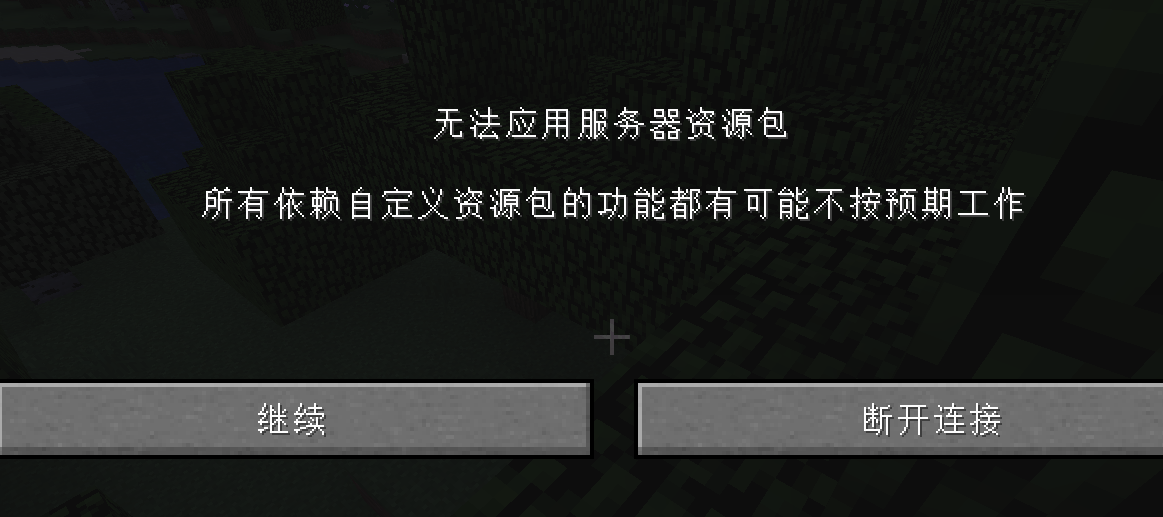 无法应用服务器资源包
所有依赖自定义资源包的功能都有可能不按预期工作
继续
断开连接